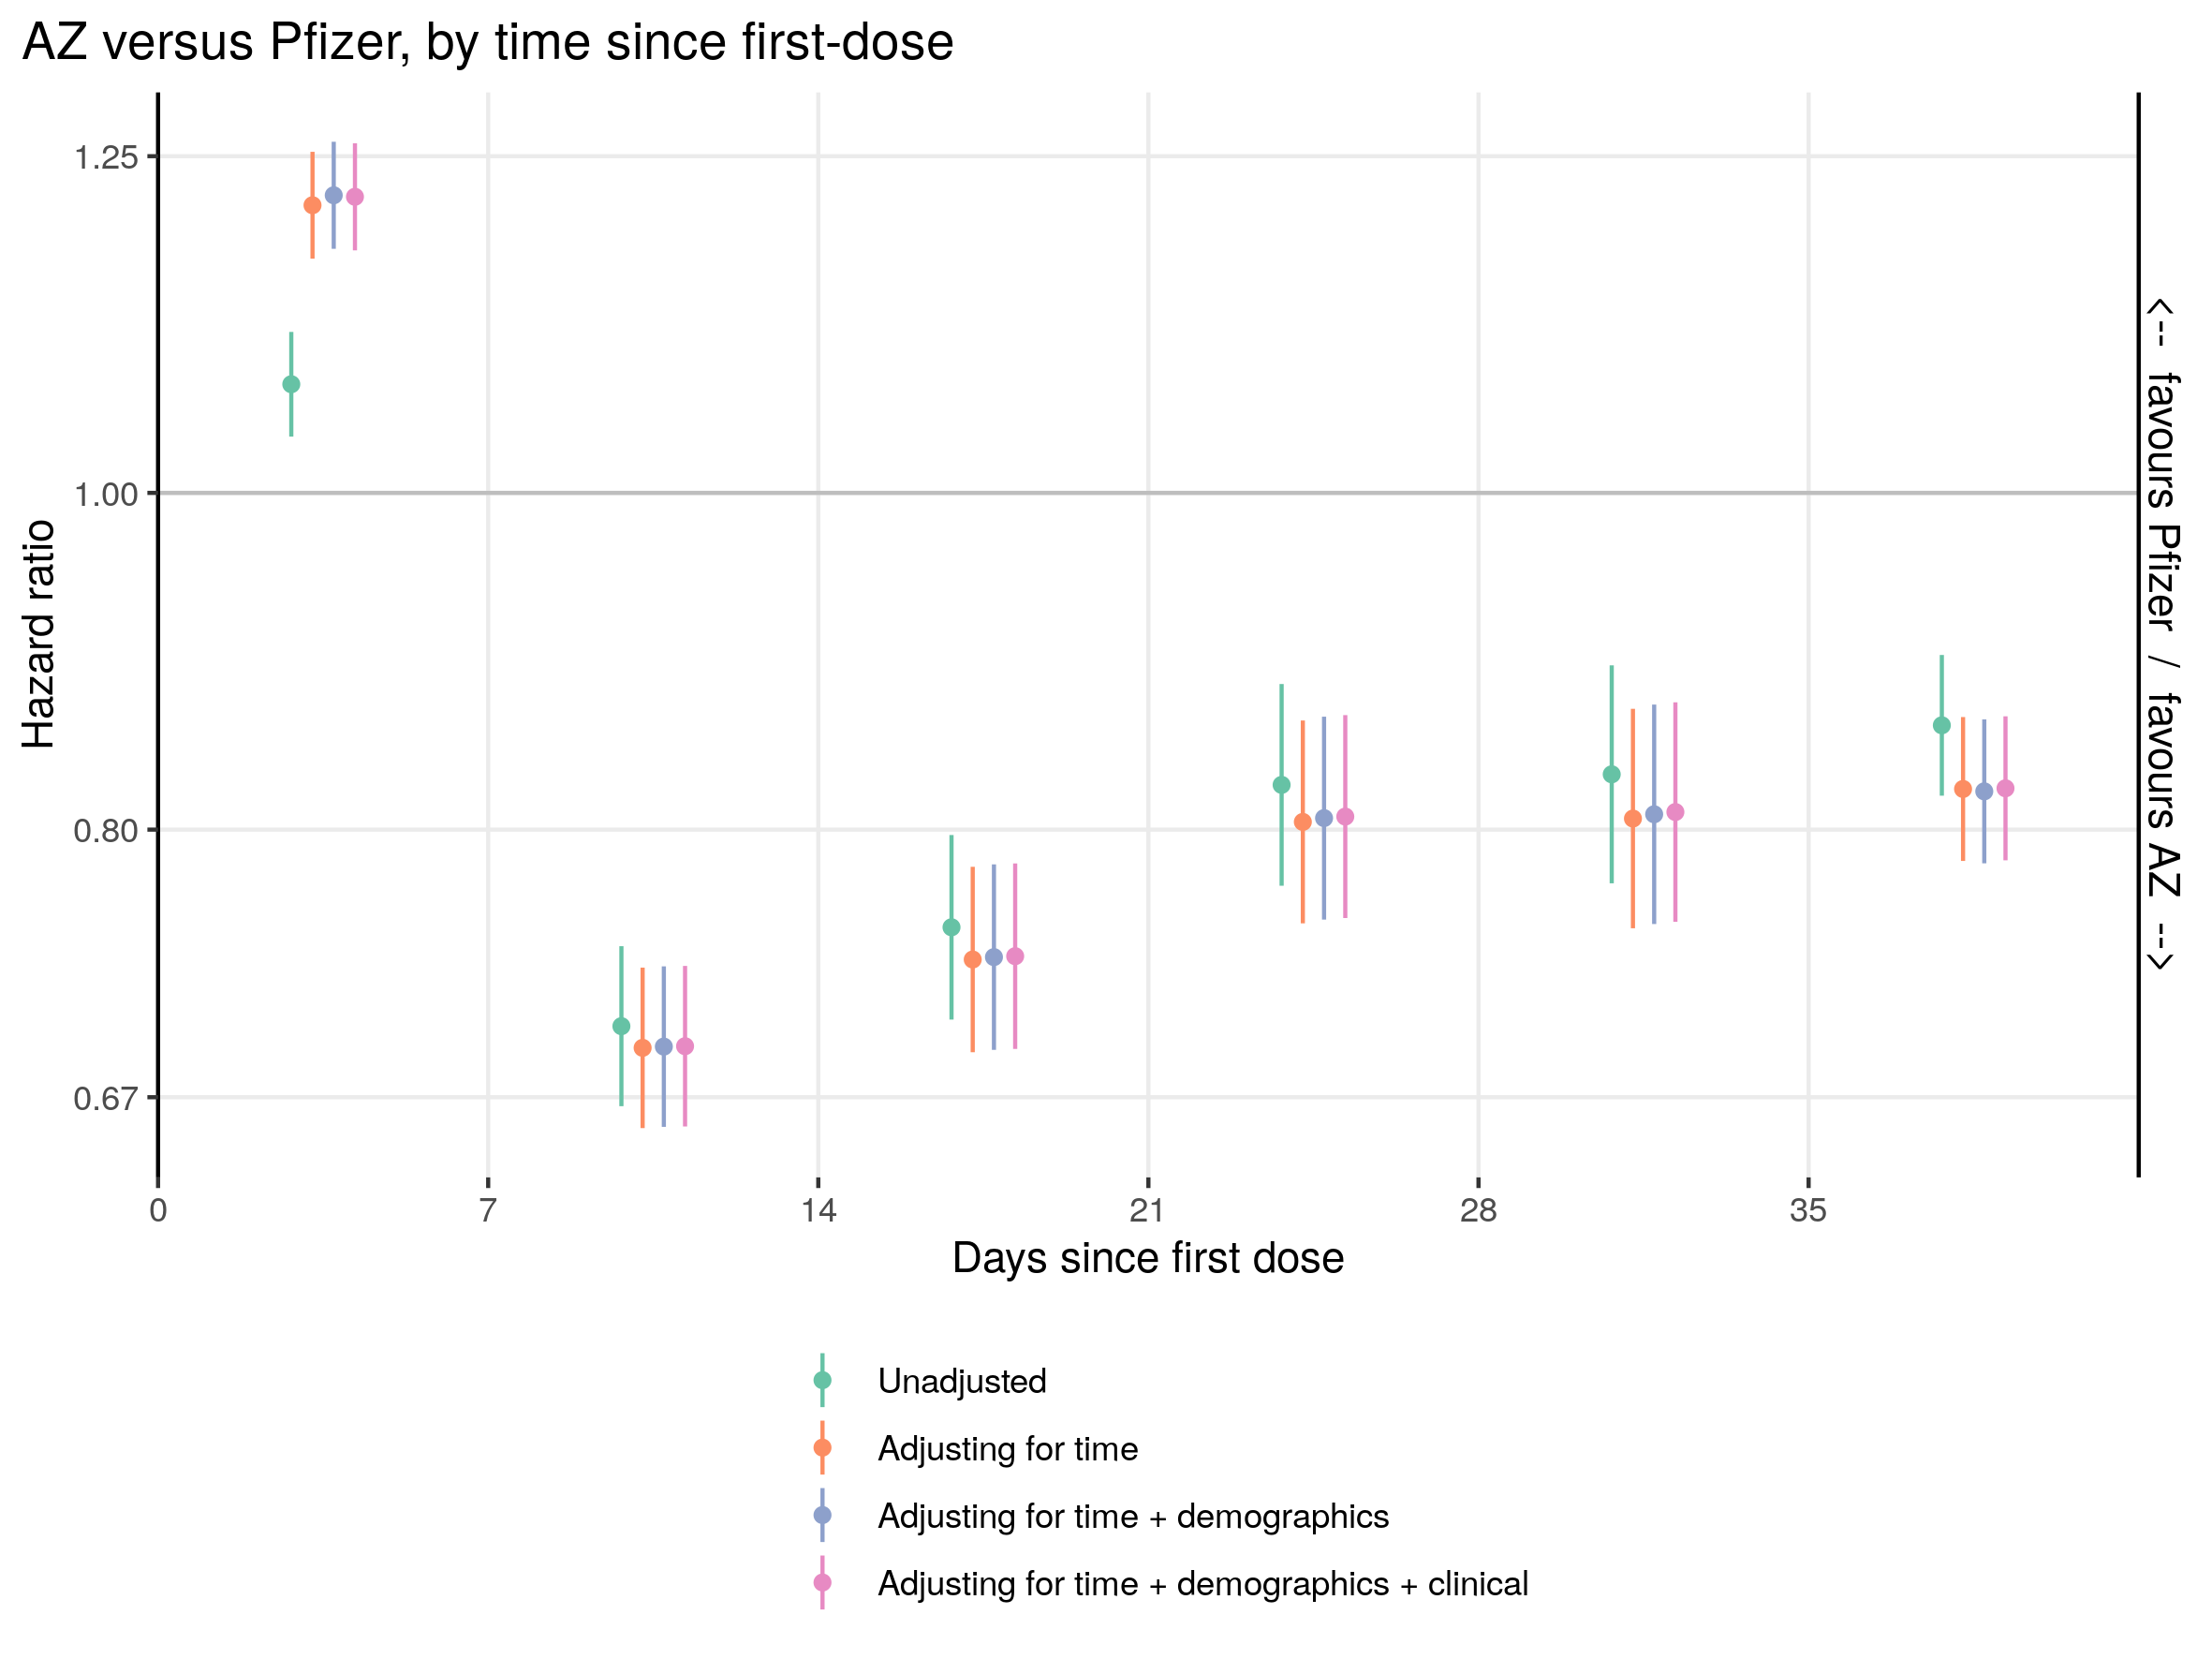 AZ versus Pfizer, by time since first-dose
1.25
1.00
0.80
0.67
Hazard ratio
<-- favours Pfizer / favours AZ -->
0
7
14
21
28
35
Days since first dose
Unadjusted
Adjusting for time
Adjusting for time + demographics
Adjusting for time + demographics + clinical